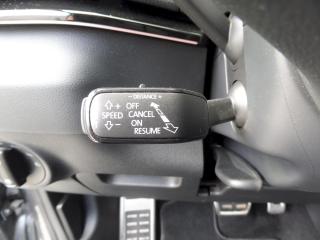 − DISTANCE +
+ OFF
SPEED CANCEL
− ON
RESUME